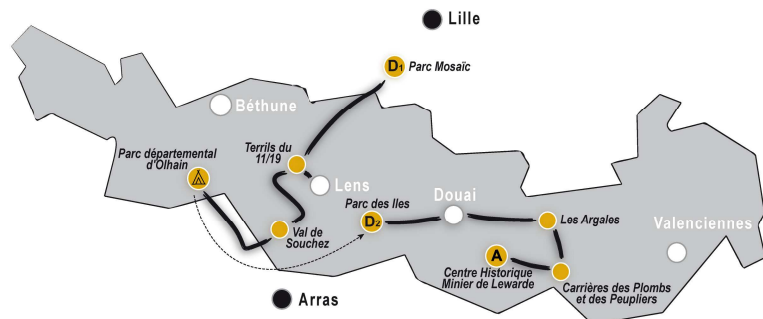 Lille
D1 Parc Mosaïc
Béthune
Parc départemental
d'Olhain
Terrils du
11/19
Lens
Parc des Iles
D2
Douai
Los Argales
Valenciennes
Val de
Souchez
A
Centre Historique
Minier de Lewarde
Carrières des Plombs
et des Peupliers
Arras